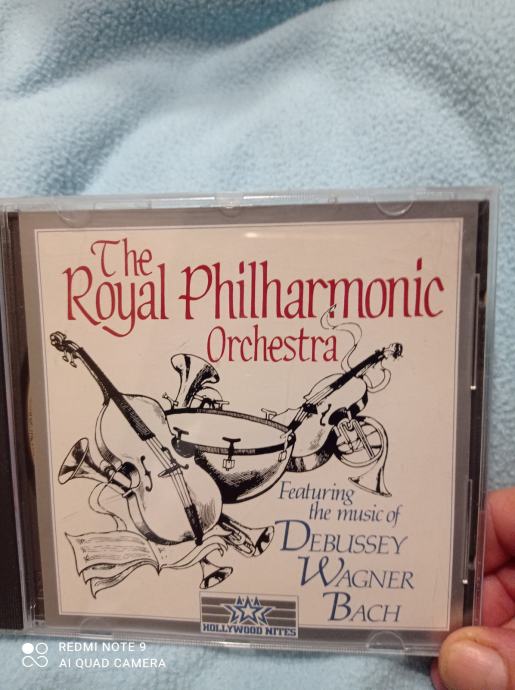 The
Royal Philharmonic
Orchestra
Featuring
the music of
DEBUSSEY
WAGNER
BACH
HOLLYWOOD NITES
REDMI NOTE 9
AI QUAD CAMERA